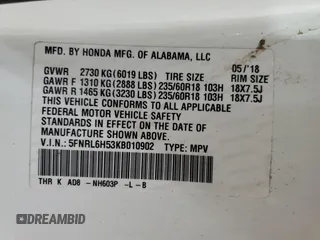 MFD. BY HONDA MFG. OF ALABAMA, LLC
05/'18
GVWR 2730 KG(6019 LBS) TIRE SIZE RIM SIZE
GAWR F 1310 KG(2888 LBS)235/60R18 103H 18X7.5J
GAWR R 1465 KG(3230 LBS)235/60R18 103H 18X7.5J
THIS VEHICLE CONFORMS TO ALL APPLICABLE
FEDERAL MOTOR VEHICLE SAFETY
STANDARDS IN EFFECT ON THE DATE OF
MANUFACTURE SHOWN ABOVE.
V.I.N.: 5FNRL6H53KB010902 TYPE: MPV
THR K AD8 -NH603P -L -B
DREAMBID
DREAMBID.COM